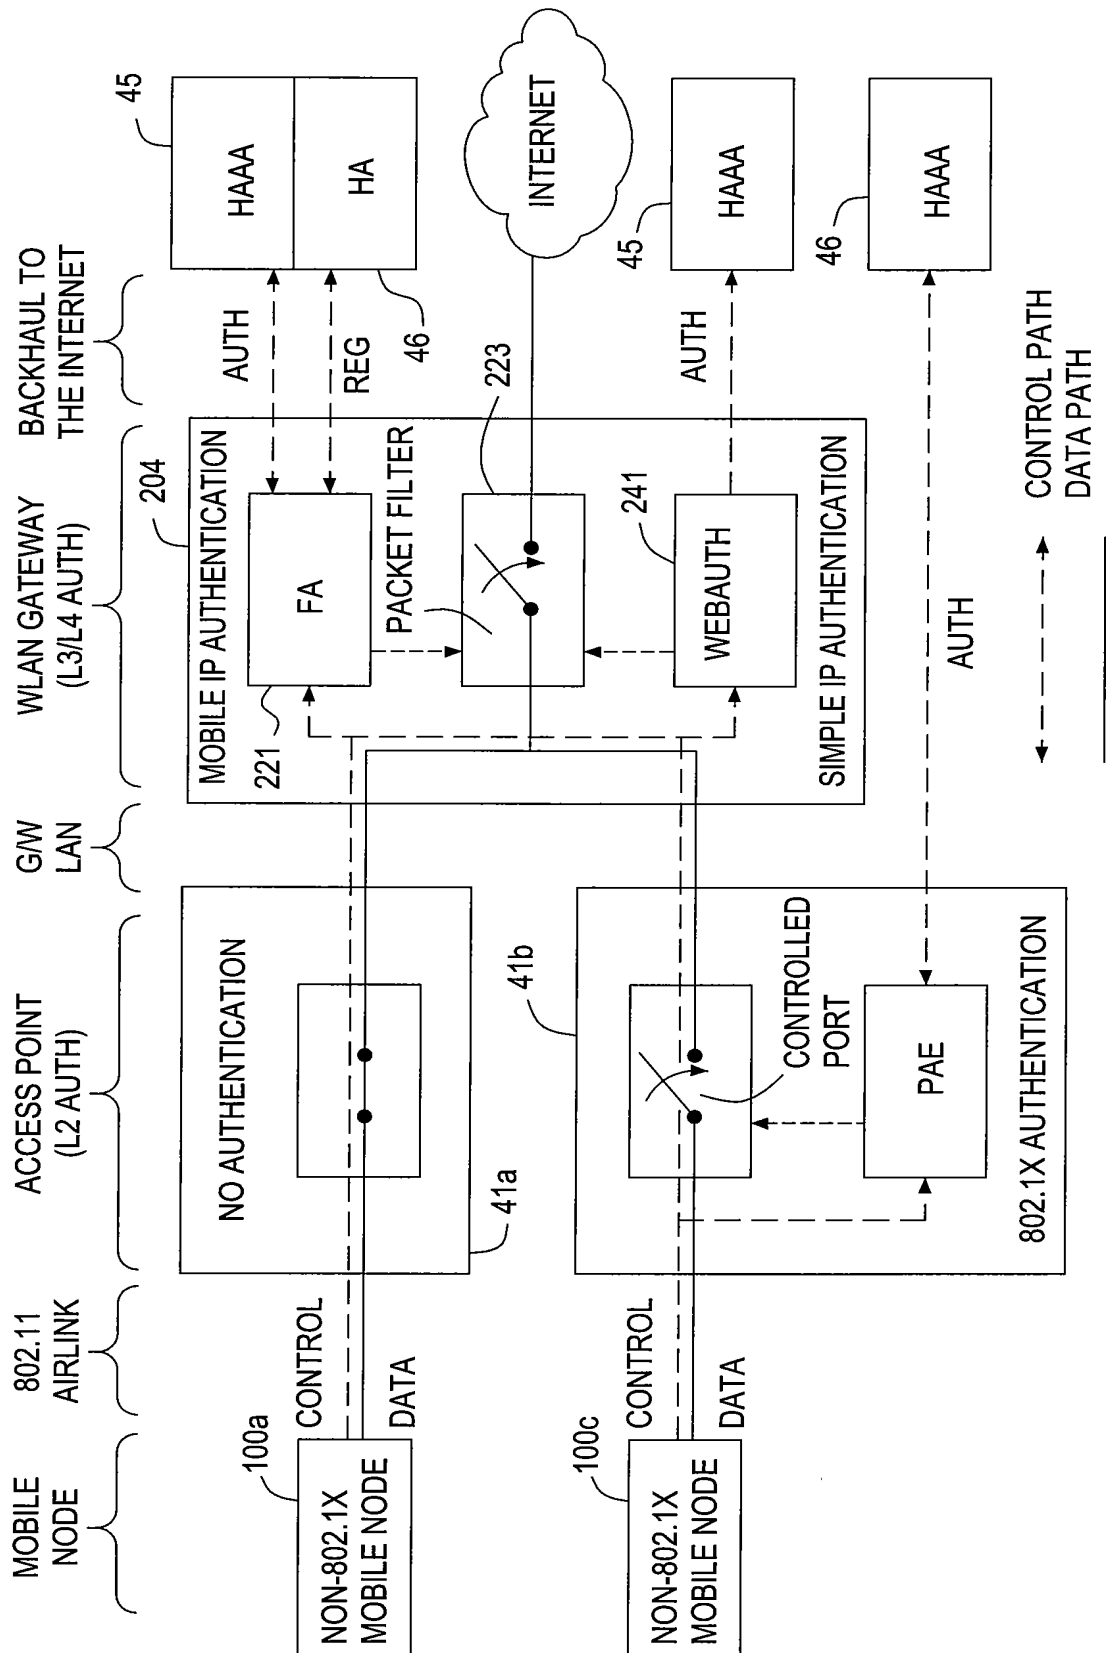 MOBILE
NODE
802.11
AIRLINK
ACCESS POINT
(L2 AUTH)
G/W
LAN
WLAN GATEWAY
(L3/L4 AUTH)
BACKHAUL TO
THE INTERNET
100a
NON-802.1X
MOBILE NODE
CONTROL
DATA
NO AUTHENTICATION
41a
204
MOBILE IP AUTHENTICATION
221
FA
PACKET FILTER
223
AUTH
REG
45
HAAA
HA
46
INTERNET
100c
NON-802.1X
MOBILE NODE
CONTROL
DATA
41b
CONTROLLED
PORT
PAE
802.1X AUTHENTICATION
241
WEBAUTH
SIMPLE IP AUTHENTICATION
AUTH
45
HAAA
AUTH
46
HAAA
CONTROL PATH
DATA PATH